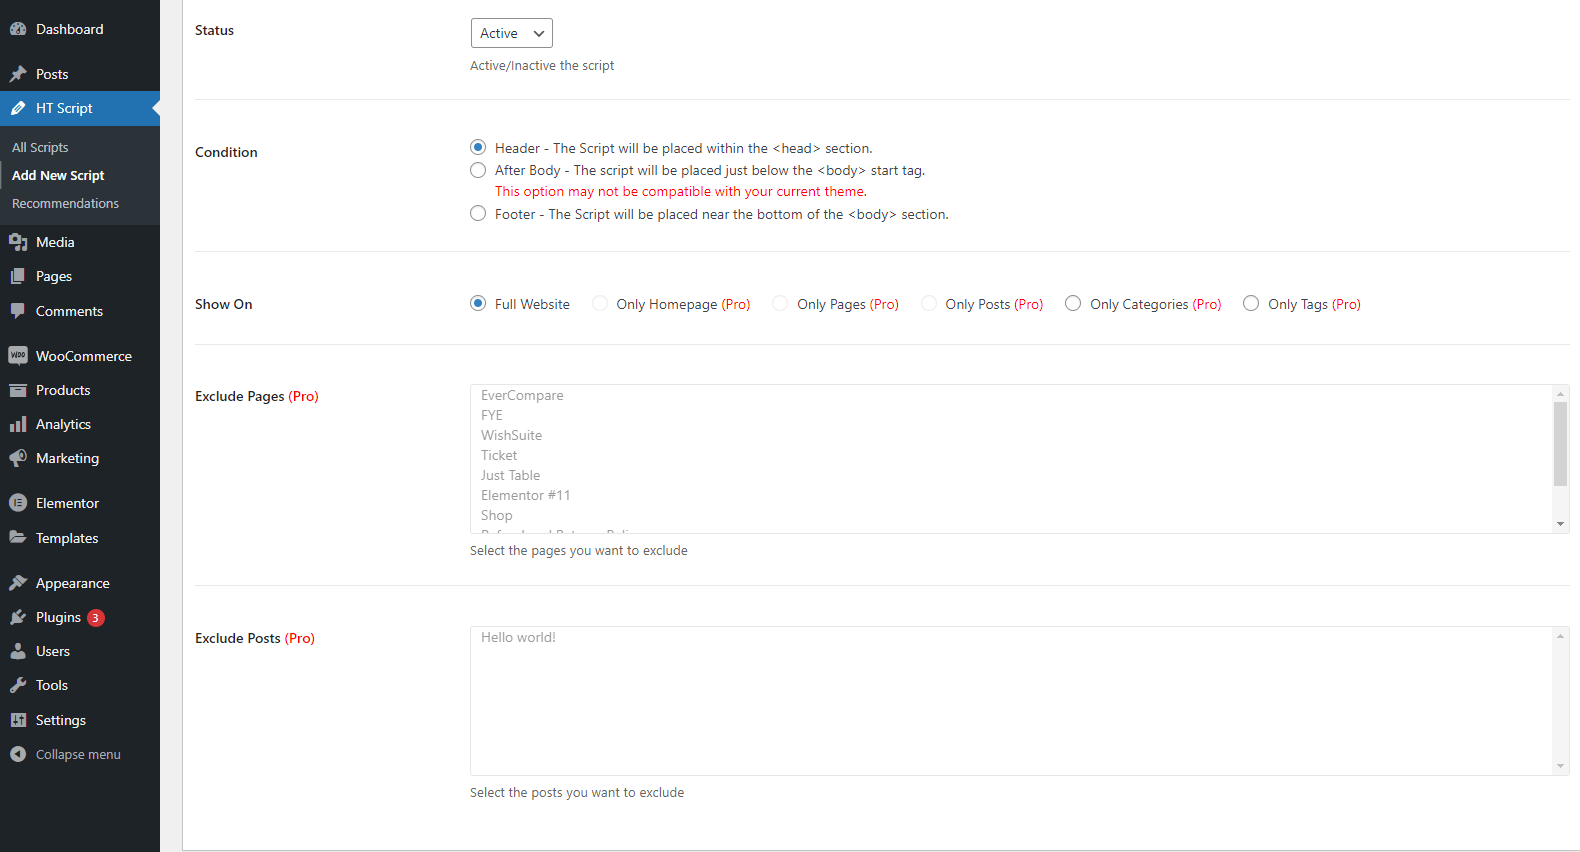 Dashboard
Posts
HT Script
All Scripts
Add New Script
Recommendations
Media
Pages
Comments
WOO WooCommerce
Products
Analytics
Marketing
Elementor
Templates
Appearance
Plugins 3
Users
Tools
Settings
Collapse menu
Status
Active
Active/Inactive the script
Condition
Header - The Script will be placed within the <head> section.
After Body - The script will be placed just below the <body> start tag.
This option may not be compatible with your current theme.
Footer - The Script will be placed near the bottom of the <body> section.
Show On
Full Website Only Homepage (Pro) Only Pages (Pro) Only Posts (Pro) Only Categories (Pro) Only Tags (Pro)
Exclude Pages (Pro)
EverCompare
FYE
WishSuite
Ticket
Just Table
Elementor #11
Shop
Select the pages you want to exclude
Exclude Posts (Pro)
Hello world!
Select the posts you want to exclude